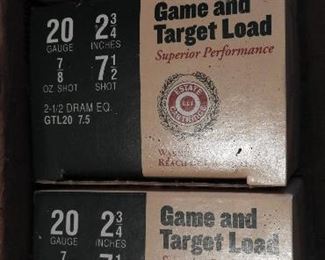 Game and
Target Load
Superior Performance
20 2 3/4
GAUGE INCHES
7/8 7 1/2
OZ SHOT SHOT
2-1/2 DRAM EQ.
GTL20 7.5
ESTATE
CARTRIDGE
20 2 3/4
GAUGE INCHES
Game and
Target Load
7